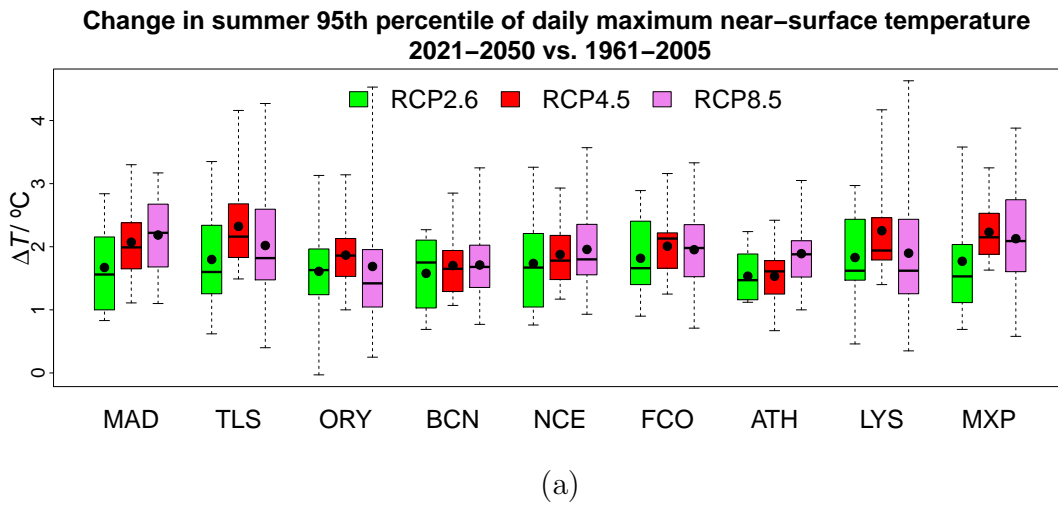 Change in summer 95th percentile of daily maximum near−surface temperature
2021−2050 vs. 1961−2005
RCP2.6 RCP4.5 RCP8.5
ΔT/ ºC
4
3
2
1
0
MAD TLS ORY BCN NCE FCO ATH LYS MXP
(a)